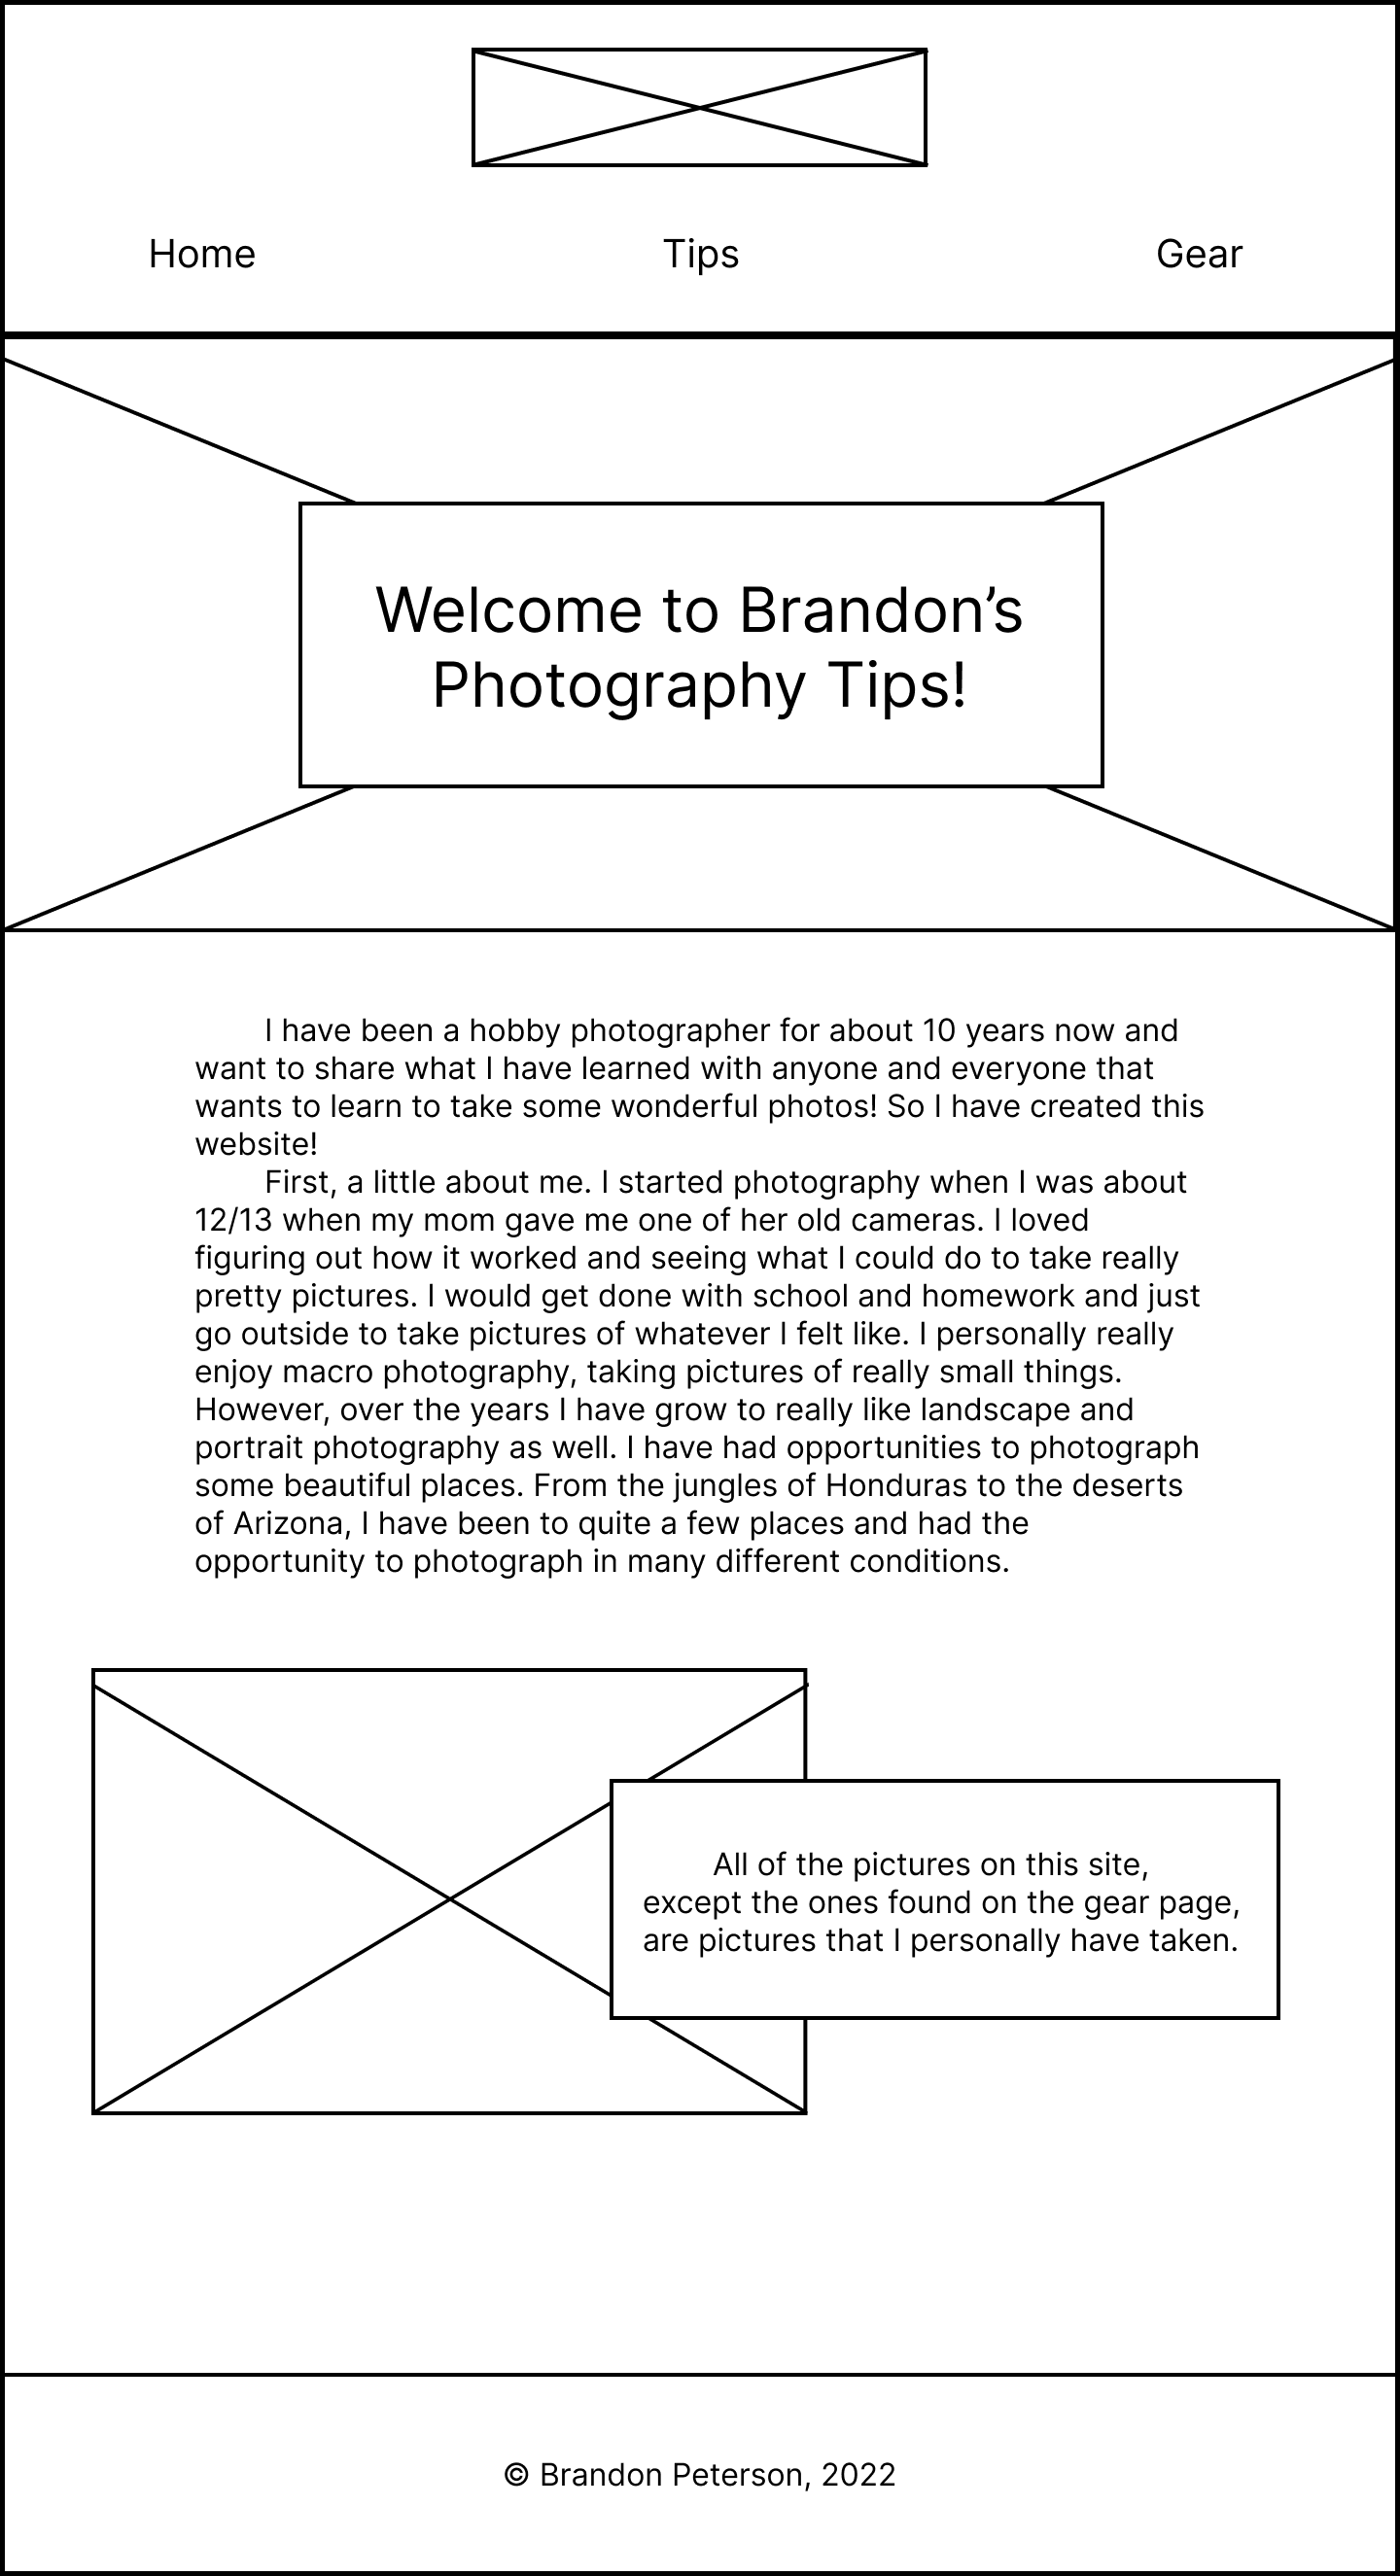 Home Tips Gear
Welcome to Brandon’s
Photography Tips!
I have been a hobby photographer for about 10 years now and
want to share what I have learned with anyone and everyone that
wants to learn to take some wonderful photos! So I have created this
website!
First, a little about me. I started photography when I was about
12/13 when my mom gave me one of her old cameras. I loved
figuring out how it worked and seeing what I could do to take really
pretty pictures. I would get done with school and homework and just
go outside to take pictures of whatever I felt like. I personally really
enjoy macro photography, taking pictures of really small things.
However, over the years I have grow to really like landscape and
portrait photography as well. I have had opportunities to photograph
some beautiful places. From the jungles of Honduras to the deserts
of Arizona, I have been to quite a few places and had the
opportunity to photograph in many different conditions.
All of the pictures on this site,
except the ones found on the gear page,
are pictures that I personally have taken.
© Brandon Peterson, 2022